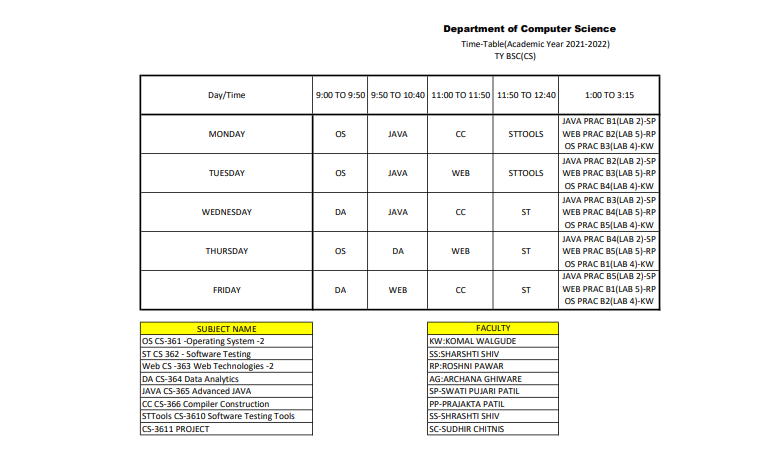 Department of Computer Science
Time-Table(Academic Year 2021-2022)
TY BSC(CS)
Day/Time 9:00 TO 9:50 9:50 TO 10:40 11:00 TO 11:50 11:50 TO 12:40 1:00 TO 3:15
MONDAY OS JAVA CC STTOOLS JAVA PRAC B1(LAB 2)-SP
WEB PRAC B2(LAB 5)-RP
OS PRAC B3(LAB 4)-KW
TUESDAY OS JAVA WEB STTOOLS JAVA PRAC B2(LAB 2)-SP
WEB PRAC B3(LAB 5)-RP
OS PRAC B4(LAB 4)-KW
WEDNESDAY DA JAVA CC ST JAVA PRAC B3(LAB 2)-SP
WEB PRAC B4(LAB 5)-RP
OS PRAC B5(LAB 4)-KW
THURSDAY OS DA WEB ST JAVA PRAC B4(LAB 2)-SP
WEB PRAC B5(LAB 5)-RP
OS PRAC B1(LAB 4)-KW
FRIDAY DA WEB CC ST JAVA PRAC B5(LAB 2)-SP
WEB PRAC B1(LAB 5)-RP
OS PRAC B2(LAB 4)-KW
SUBJECT NAME
OS CS-361 -Operating System -2
ST CS 362 - Software Testing
Web CS -363 Web Technologies -2
DA CS-364 Data Analytics
JAVA CS-365 Advanced JAVA
CC CS-366 Compiler Construction
STTools CS-3610 Software Testing Tools
CS-3611 PROJECT
FACULTY
KW:KOMAL WALGUDE
SS:SHARSHTI SHIV
RP:ROSHNI PAWAR
AG:ARCHANA GHIWARE
SP-SWATI PUJARI PATIL
PP-PRAJAKTA PATIL
SS-SHRASHTI SHIV
SC-SUDHIR CHITNIS